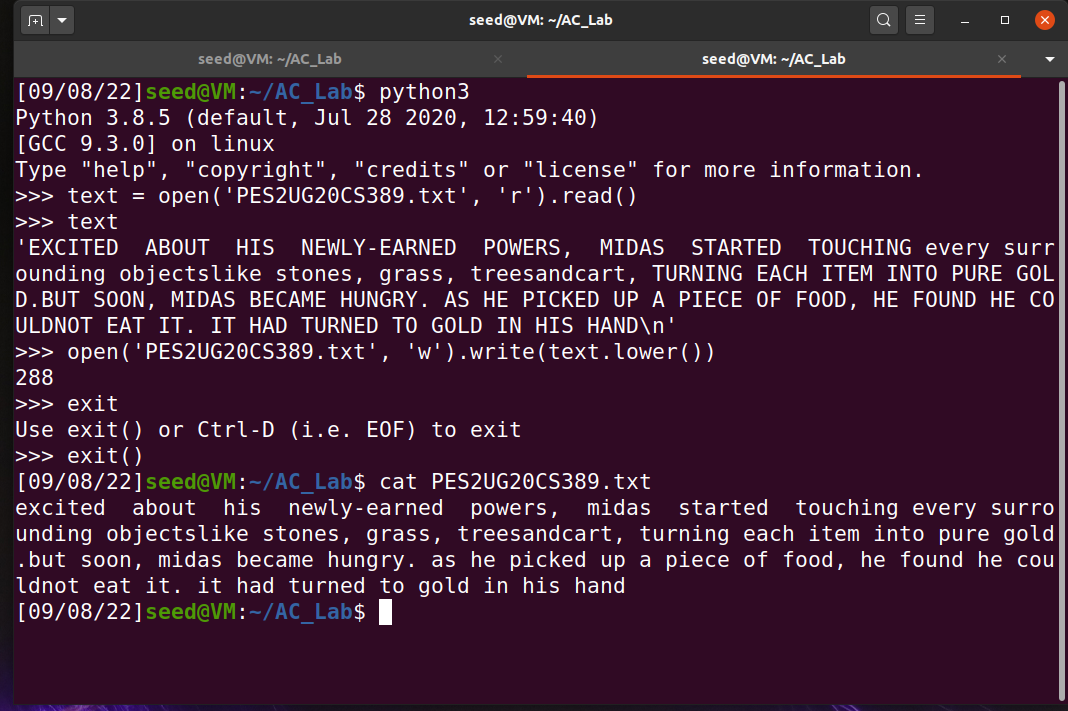 seed@VM: ~/AC_Lab
seed@VM: ~/AC_Lab seed@VM: ~/AC_Lab
[09/08/22]seed@VM:~/AC_Lab$ python3
Python 3.8.5 (default, Jul 28 2020, 12:59:40)
[GCC 9.3.0] on linux
Type "help", "copyright", "credits" or "license" for more information.
>>> text = open('PES2UG20CS389.txt', 'r').read()
>>> text
'EXCITED  ABOUT  HIS  NEWLY-EARNED  POWERS,  MIDAS  STARTED  TOUCHING every surr
ounding objectslike stones, grass, treesandcart, TURNING EACH ITEM INTO PURE GOL
D.BUT SOON, MIDAS BECAME HUNGRY. AS HE PICKED UP A PIECE OF FOOD, HE FOUND HE CO
ULDNOT EAT IT. IT HAD TURNED TO GOLD IN HIS HAND\n'
>>> open('PES2UG20CS389.txt', 'w').write(text.lower())
288
>>> exit
Use exit() or Ctrl-D (i.e. EOF) to exit
>>> exit()
[09/08/22]seed@VM:~/AC_Lab$ cat PES2UG20CS389.txt
excited  about  his  newly-earned  powers,  midas  started  touching every surro
unding objectslike stones, grass, treesandcart, turning each item into pure gold
.but soon, midas became hungry. as he picked up a piece of food, he found he cou
ldnot eat it. it had turned to gold in his hand
[09/08/22]seed@VM:~/AC_Lab$